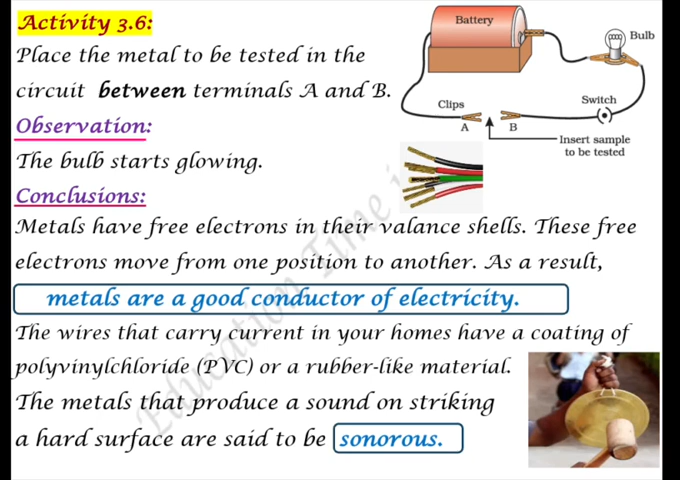 Activity 3.6:
Place the metal to be tested in the
circuit between terminals A and B.
Observation:
The bulb starts glowing.
Conclusions:
Battery
Bulb
Clips
Switch
A
B
Insert sample
to be tested
Metals have free electrons in their valance shells. These free
electrons move from one position to another. As a result,
metals are a good conductor of electricity.
The wires that carry current in your homes have a coating of
polyvinylchloride (PVC) or a rubber-like material.
The metals that produce a sound on striking
a hard surface are said to be sonorous.
Education Time